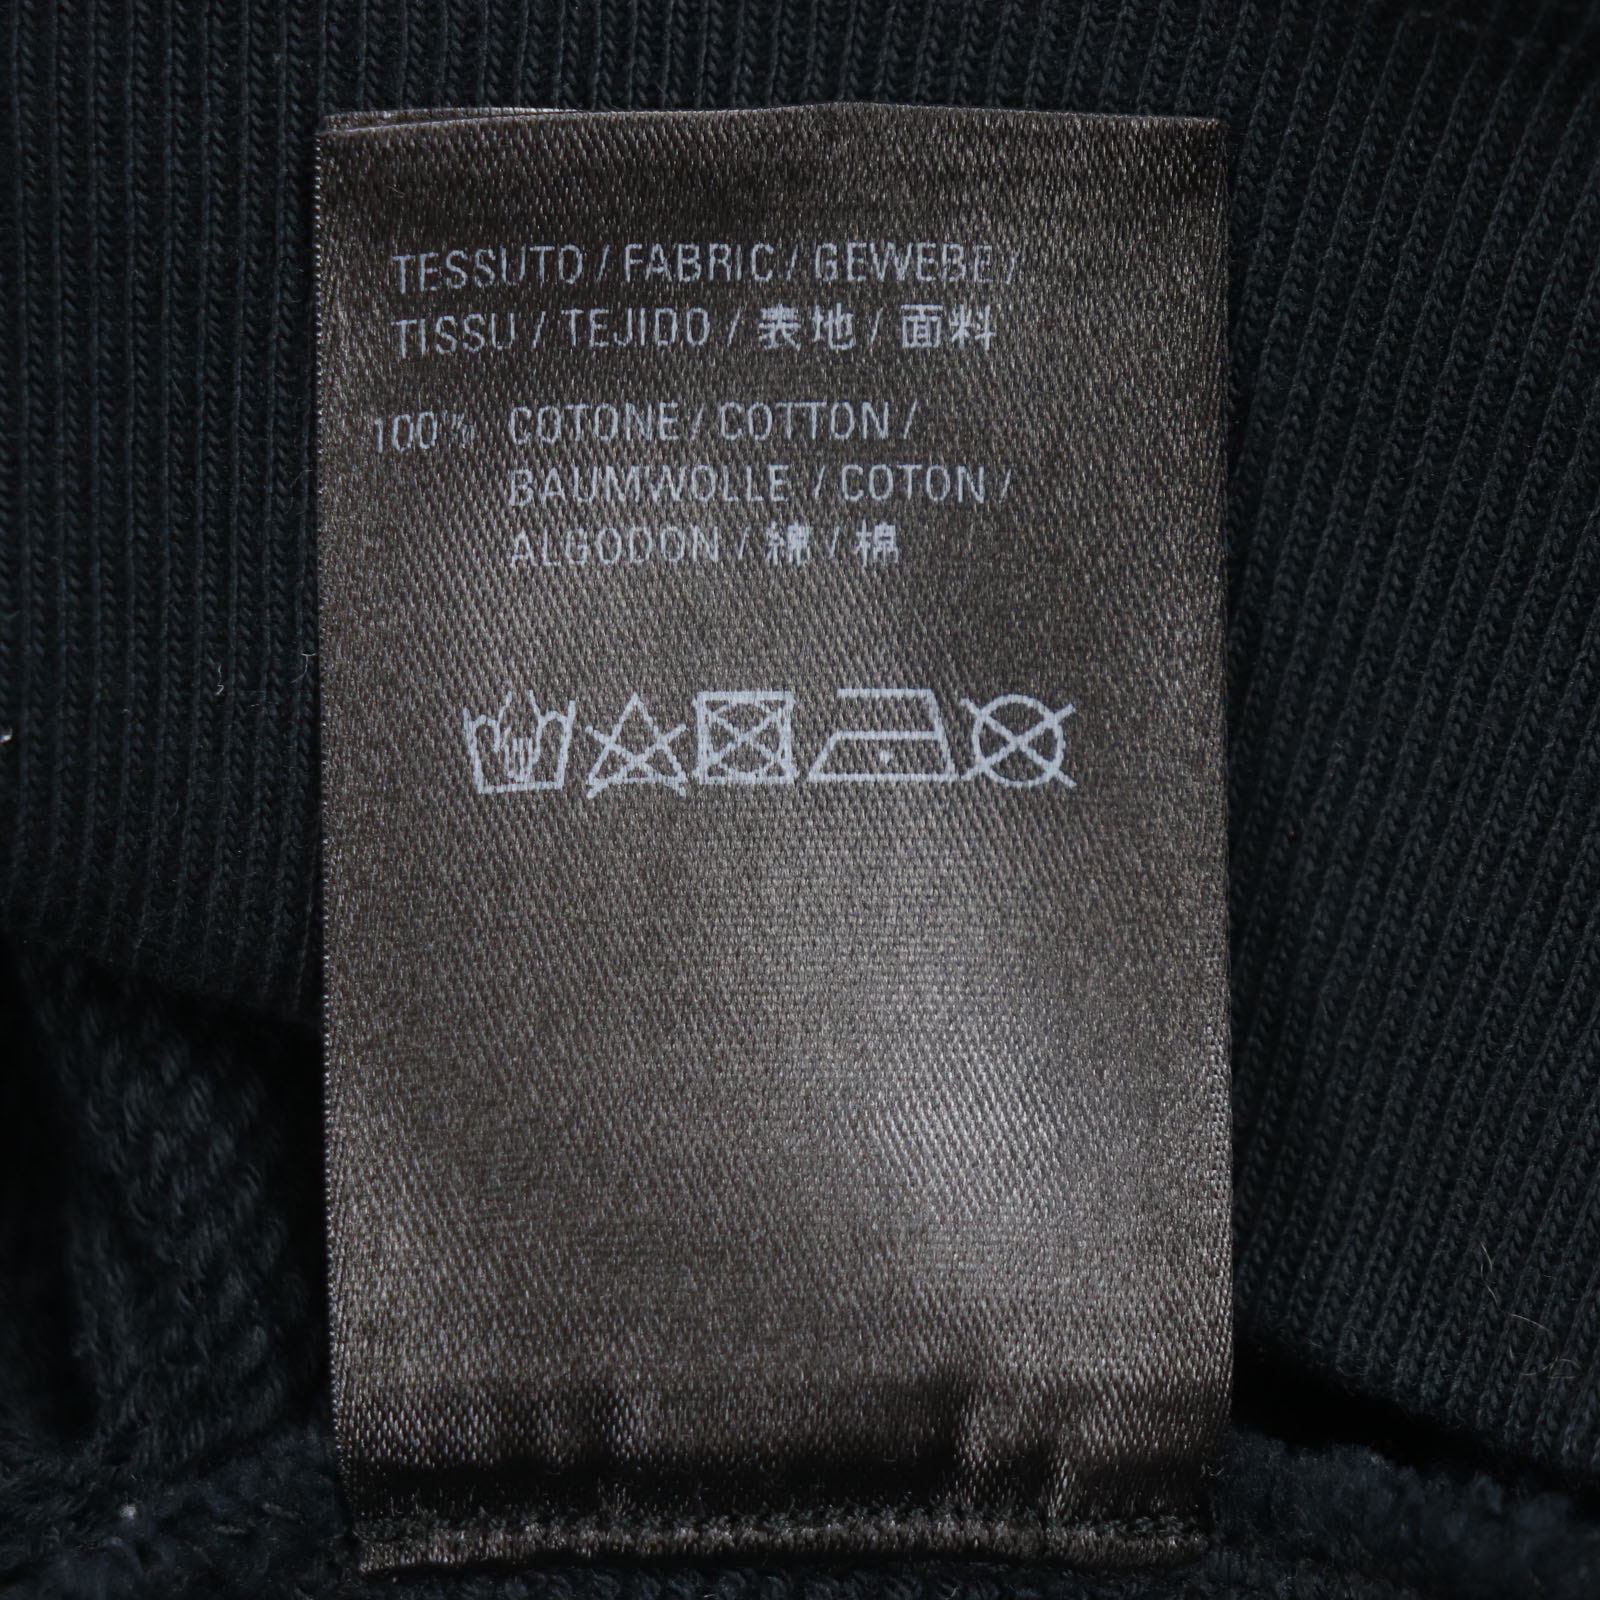 TESSUTO / FABRIC / GEWEBE /
TISSU / TEJIDO / 表地 / 面料
100% COTONE / COTTON /
BAUMWOLLE / COTON /
ALGODON / 綿 / 棉